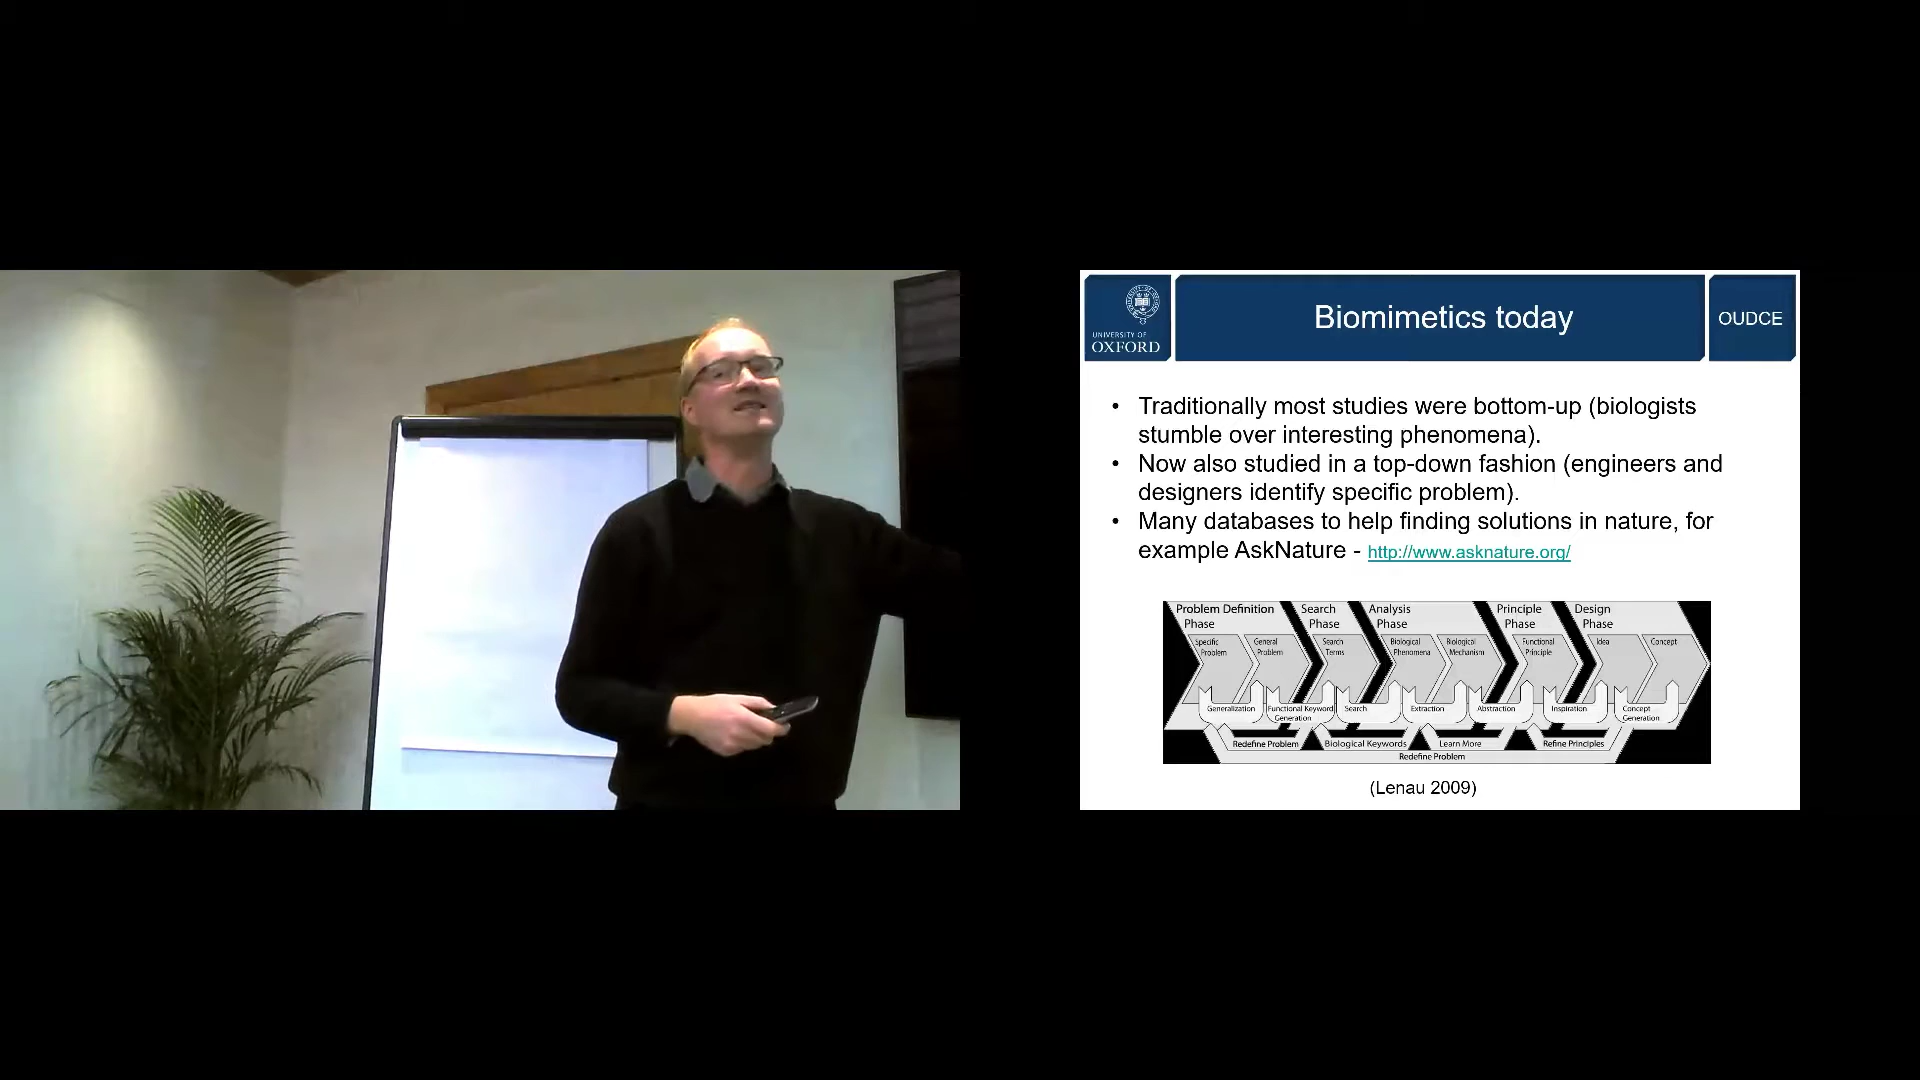 UNIVERSITY OF
OXFORD
Biomimetics today
OUDCE
• Traditionally most studies were bottom-up (biologists
stumble over interesting phenomena).
• Now also studied in a top-down fashion (engineers and
designers identify specific problem).
• Many databases to help finding solutions in nature, for
example AskNature - http://www.asknature.org/
Problem Definition
Phase
Search
Phase
Analysis
Phase
Principle
Phase
Design
Phase
Specific
Problem
General
Problem
Search
Terms
Biological
Phenomena
Biological
Mechanism
Functional
Principle
Idea
Concept
Generalization
Functional Keyword
Generation
Search
Extraction
Abstraction
Inspiration
Concept
Generation
Redefine Problem
Biological Keywords
Learn More
Refine Principles
Redefine Problem
(Lenau 2009)